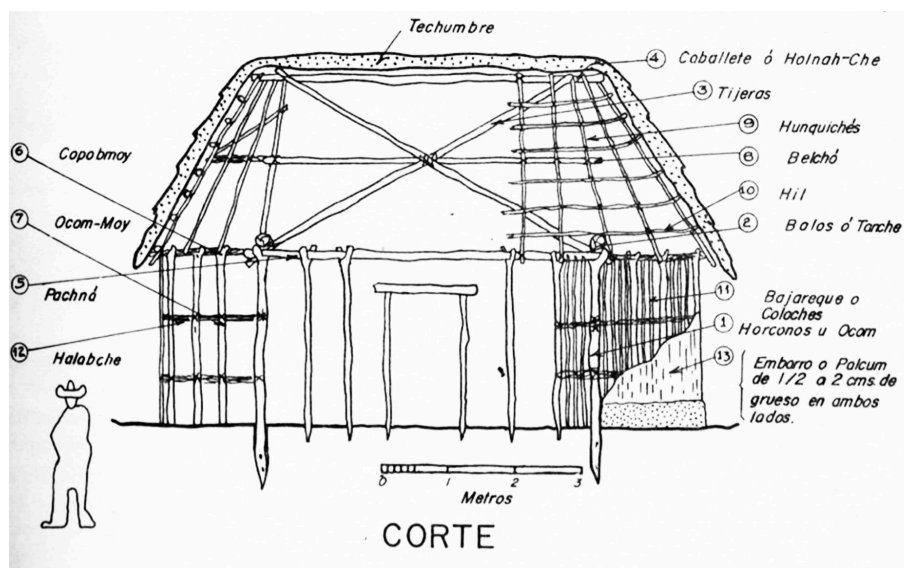 Techumbre
4 Coballete ó Holnah-Che
3 Tijeras
9 Hunquichés
8 Belchó
10 Hil
2 Balos ó Tanche
6 Copobmoy
7 Ocom-Moy
5 Pachná
12 Halabche
11 Bajareque o
Coloches
1 Horconos u Ocom
13 Embarro o Palcum
de 1/2 a 2 cms. de
grueso en ambos
lados.
0 1 2 3
Metros
CORTE